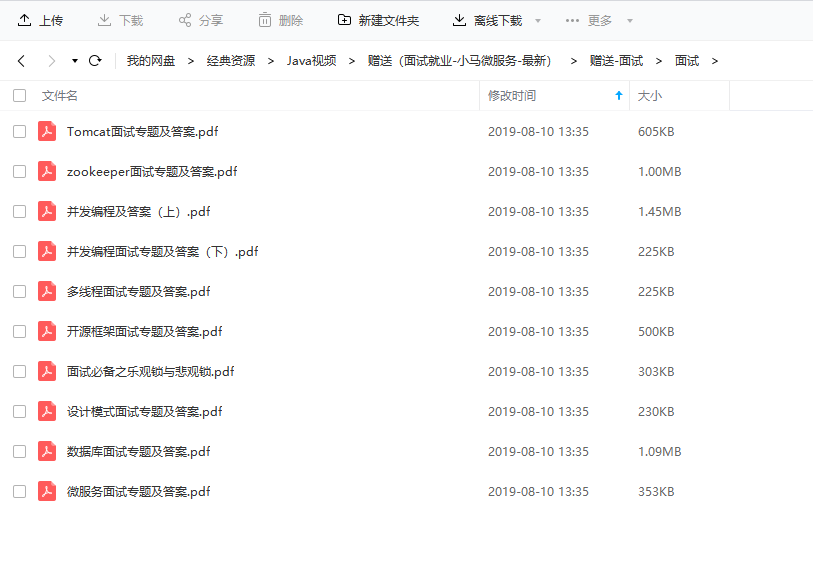 上传 下载 分享 删除 新建文件夹 离线下载 ··· 更多
我的网盘 > 经典资源 > Java视频 > 赠送（面试就业-小马微服务-最新） > 赠送-面试 > 面试 >
文件名 修改时间 大小
Tomcat面试专题及答案.pdf 2019-08-10 13:35 605KB
zookeeper面试专题及答案.pdf 2019-08-10 13:35 1.00MB
并发编程及答案（上）.pdf 2019-08-10 13:35 1.45MB
并发编程面试专题及答案（下）.pdf 2019-08-10 13:35 225KB
多线程面试专题及答案.pdf 2019-08-10 13:35 225KB
开源框架面试专题及答案.pdf 2019-08-10 13:35 500KB
面试必备之乐观锁与悲观锁.pdf 2019-08-10 13:35 303KB
设计模式面试专题及答案.pdf 2019-08-10 13:35 230KB
数据库面试专题及答案.pdf 2019-08-10 13:35 1.09MB
微服务面试专题及答案.pdf 2019-08-10 13:35 353KB